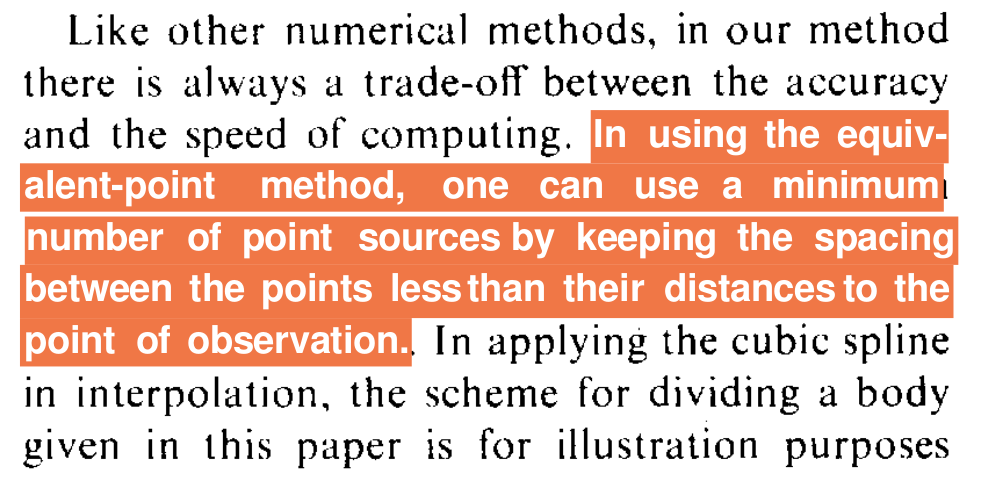 Like other numerical methods, in our method
there is always a trade-off between the accuracy
and the speed of computing. In using the equiv-
alent-point method, one can use a minimum
number of point sources by keeping the spacing
between the points less than their distances to the
point of observation.. In applying the cubic spline
in interpolation, the scheme for dividing a body
given in this paper is for illustration purposes